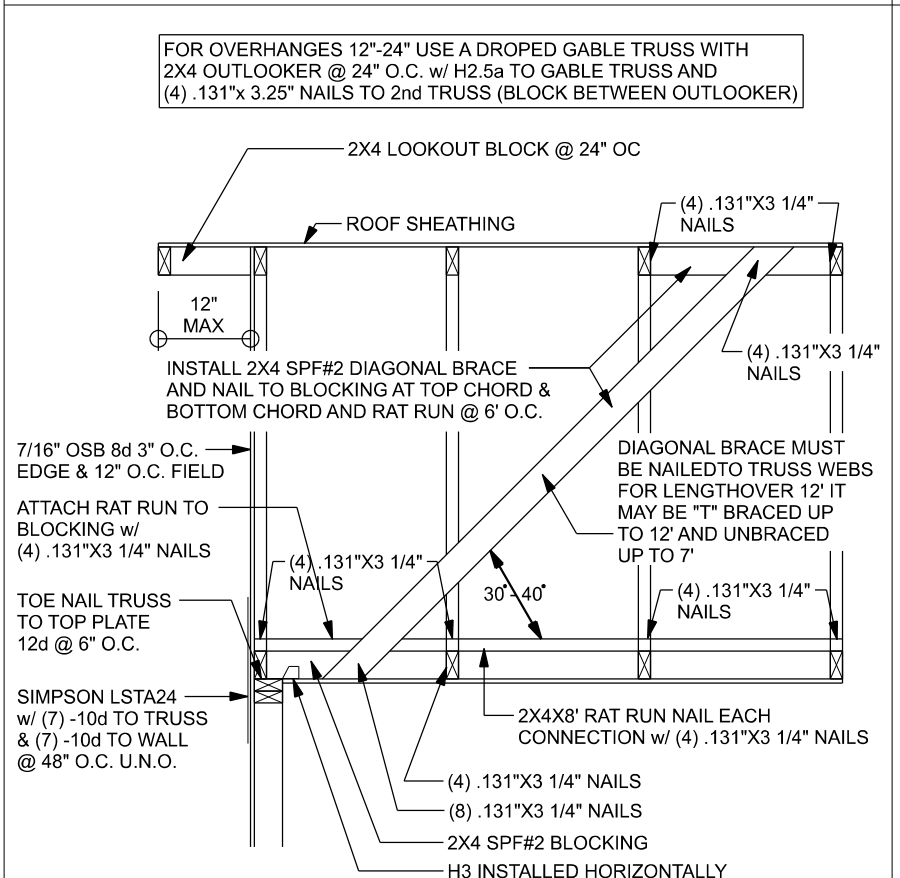 FOR OVERHANGES 12"-24" USE A DROPED GABLE TRUSS WITH
2X4 OUTLOOKER @ 24" O.C. w/ H2.5a TO GABLE TRUSS AND
(4) .131"x 3.25" NAILS TO 2nd TRUSS (BLOCK BETWEEN OUTLOOKER)
2X4 LOOKOUT BLOCK @ 24" OC
(4) .131"X3 1/4"
NAILS
ROOF SHEATHING
12"
MAX
(4) .131"X3 1/4"
NAILS
INSTALL 2X4 SPF#2 DIAGONAL BRACE
AND NAIL TO BLOCKING AT TOP CHORD &
BOTTOM CHORD AND RAT RUN @ 6' O.C.
7/16" OSB 8d 3" O.C.
EDGE & 12" O.C. FIELD
DIAGONAL BRACE MUST
BE NAILEDTO TRUSS WEBS
FOR LENGTHOVER 12' IT
MAY BE "T" BRACED UP
TO 12' AND UNBRACED
UP TO 7'
ATTACH RAT RUN TO
BLOCKING w/
(4) .131"X3 1/4" NAILS
(4) .131"X3 1/4"
NAILS
30°-40°
(4) .131"X3 1/4"
NAILS
TOE NAIL TRUSS
TO TOP PLATE
12d @ 6" O.C.
SIMPSON LSTA24
w/ (7) -10d TO TRUSS
& (7) -10d TO WALL
@ 48" O.C. U.N.O.
2X4X8' RAT RUN NAIL EACH
CONNECTION w/ (4) .131"X3 1/4" NAILS
(4) .131"X3 1/4" NAILS
(8) .131"X3 1/4" NAILS
2X4 SPF#2 BLOCKING
H3 INSTALLED HORIZONTALLY